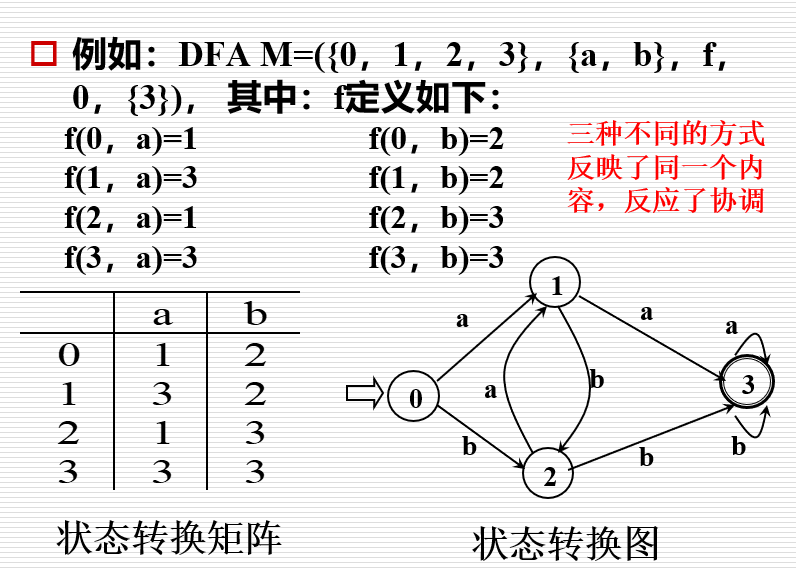 例如：DFA M=({0，1，2，3}，{a，b}，f，
0，{3})， 其中：f定义如下：
f(0，a)=1 f(0，b)=2
f(1，a)=3 f(1，b)=2
f(2，a)=1 f(2，b)=3
f(3，a)=3 f(3，b)=3
三种不同的方式
反映了同一个内
容，反应了协调
a b
0 1 2
1 3 2
2 1 3
3 3 3
状态转换矩阵
1
a
a
a
3
0
a
b
b
b
b
2
状态转换图